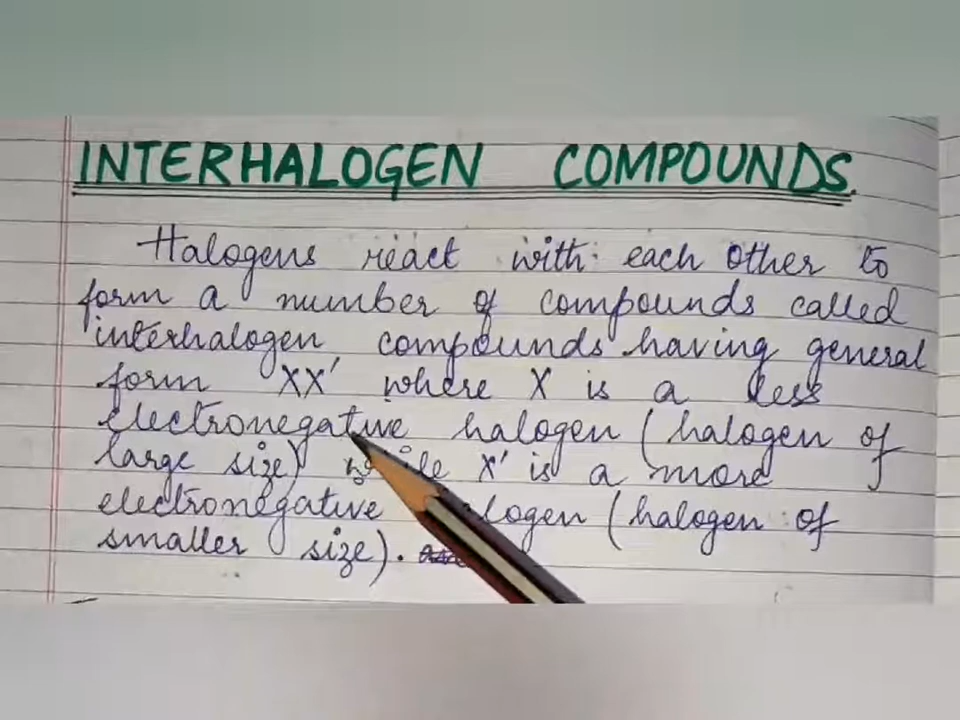 INTERHALOGEN COMPOUNDS.
Halogens react with each other to
form a number of compounds called
interhalogen compounds having general
form XX' where X is a less
electronegative halogen (halogen of
large size) while X' is a more
electronegative halogen (halogen of
smaller size).